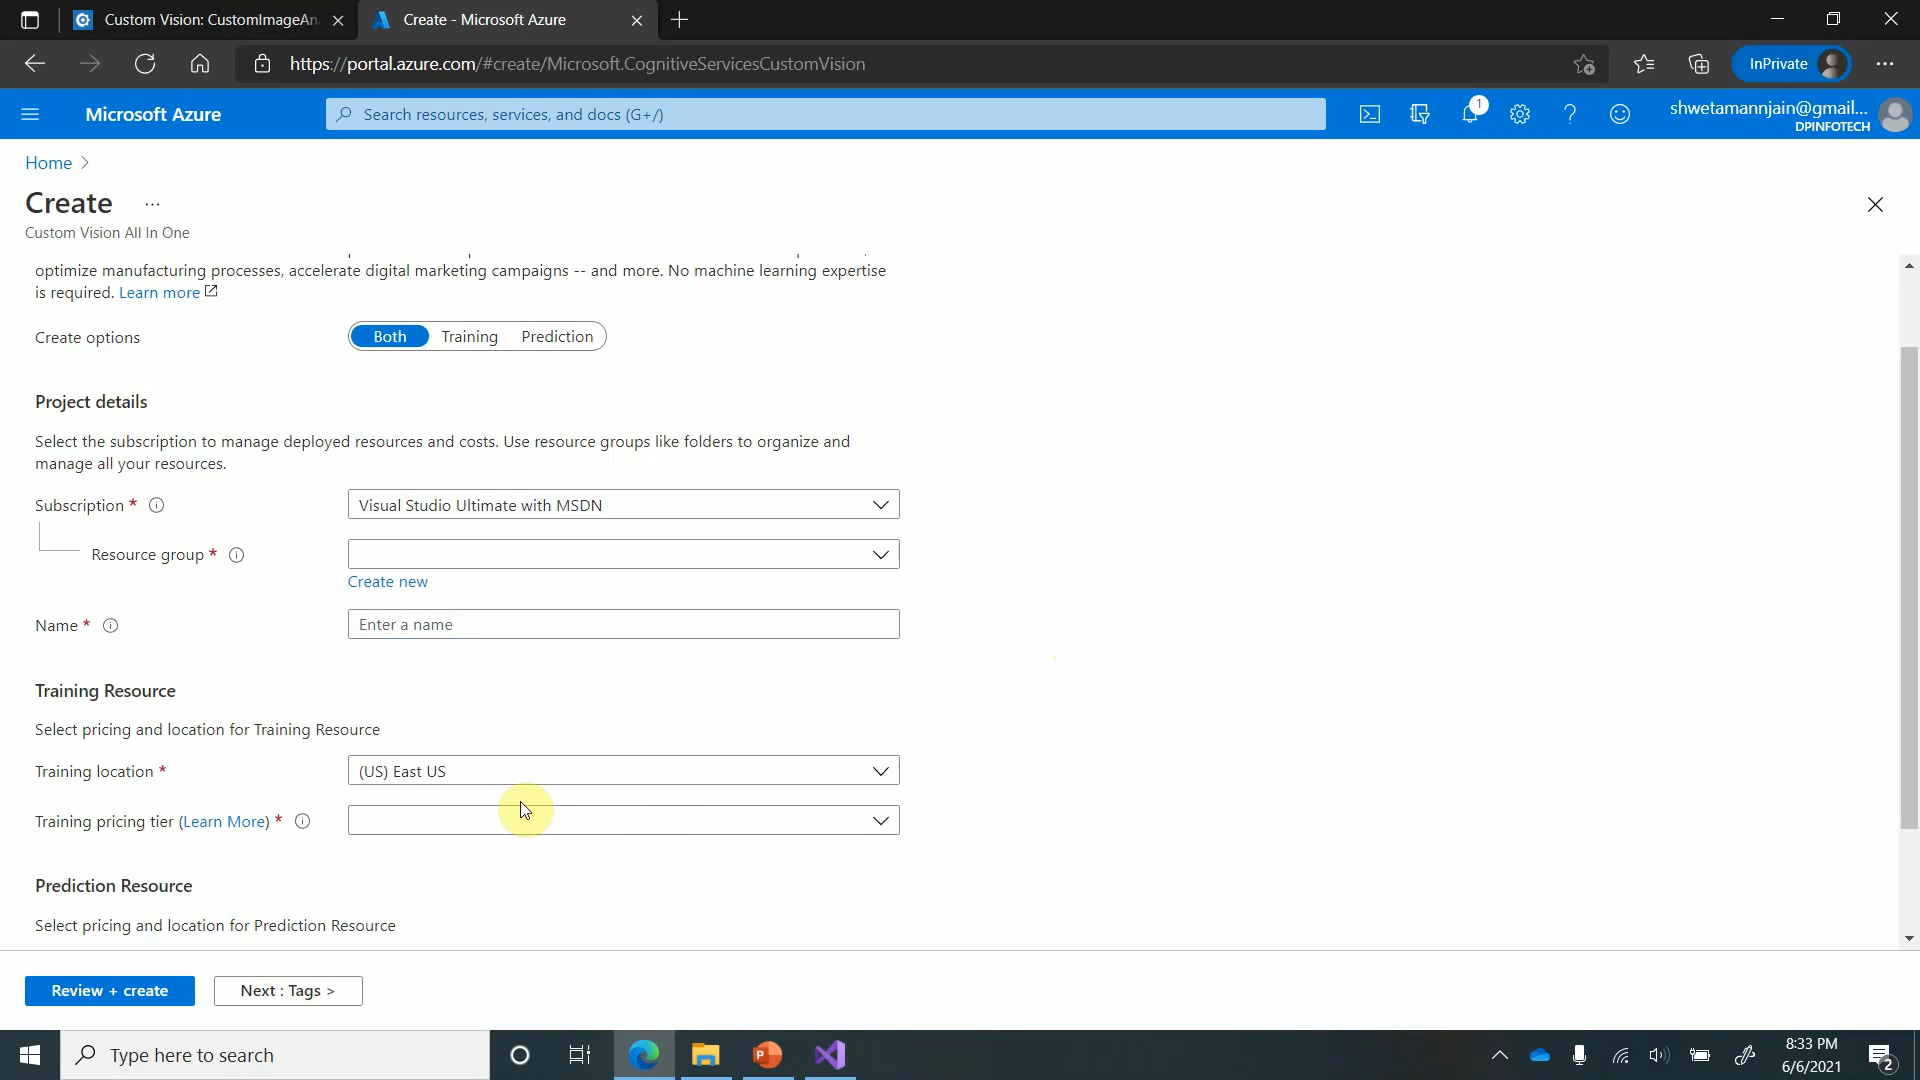 Custom Vision: CustomImageAn
Create - Microsoft Azure
https://portal.azure.com/#create/Microsoft.CognitiveServicesCustomVision
InPrivate
Microsoft Azure
Search resources, services, and docs (G+/)
1
shwetamannjain@gmail...
DPINFOTECH
Home
Create
...
Custom Vision All In One
optimize manufacturing processes, accelerate digital marketing campaigns -- and more. No machine learning expertise
is required. Learn more
Create options
Both Training Prediction
Project details
Select the subscription to manage deployed resources and costs. Use resource groups like folders to organize and
manage all your resources.
Subscription *
Visual Studio Ultimate with MSDN
Resource group *
Create new
Name *
Enter a name
Training Resource
Select pricing and location for Training Resource
Training location *
(US) East US
Training pricing tier (Learn More) *
Prediction Resource
Select pricing and location for Prediction Resource
Review + create
Next : Tags >
Type here to search
8:33 PM
6/6/2021
2